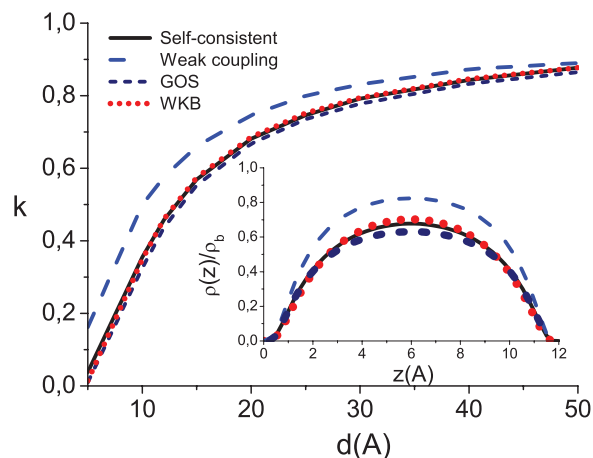 Self-consistent
Weak coupling
GOS
WKB
k
1,0
0,8
0,6
0,4
0,2
0,0
10 20 30 40 50
d(A)
ρ(z)/ρb
1,0
0,8
0,6
0,4
0,2
0,0
0 2 4 6 8 10 12
z(A)